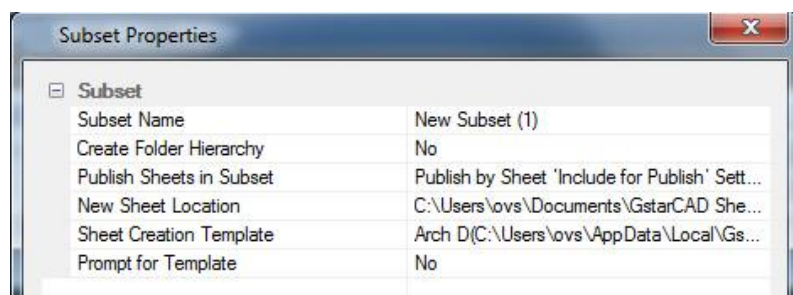 Subset Properties
Subset
Subset Name New Subset (1)
Create Folder Hierarchy No
Publish Sheets in Subset Publish by Sheet 'Include for Publish' Sett...
New Sheet Location C:\Users\ovs\Documents\GstarCAD She...
Sheet Creation Template Arch D(C:\Users\ovs\AppData\Local\Gs...
Prompt for Template No